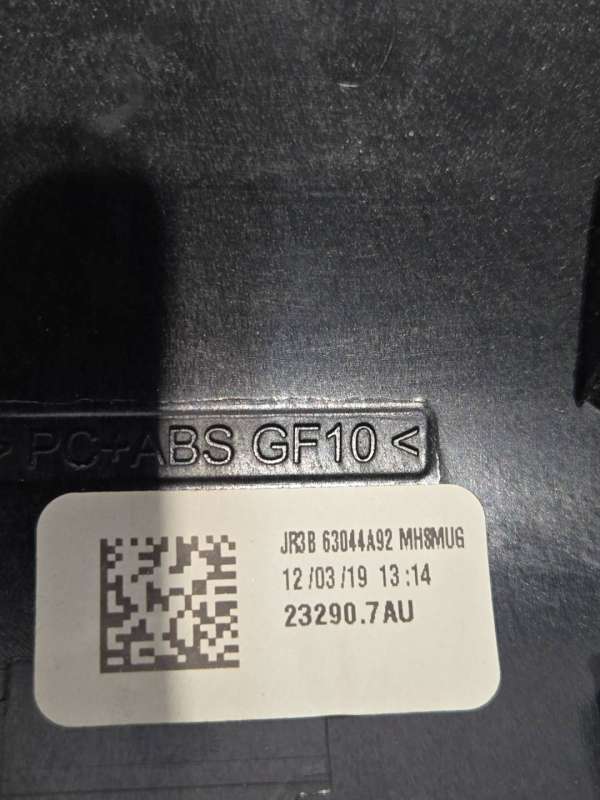 >PC+ABS GF10<
JR3B 63044A92 MH8MUG
12/03/19 13:14
23290.7AU